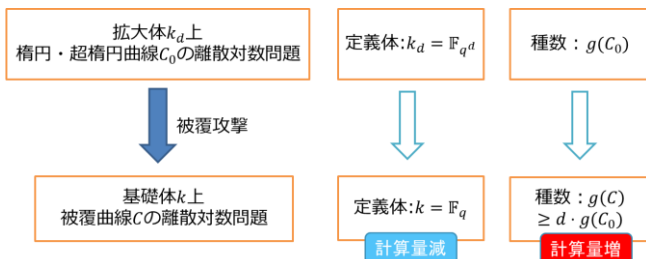 拡大体k_d上
楕円・超楕円曲線C_0の離散対数問題
定義体:k_d = 𝔽_{q^d}
種数：g(C_0)
被覆攻撃
基礎体k上
被覆曲線Cの離散対数問題
定義体:k = 𝔽_q
種数：g(C)
≥ d · g(C_0)
計算量減
計算量増